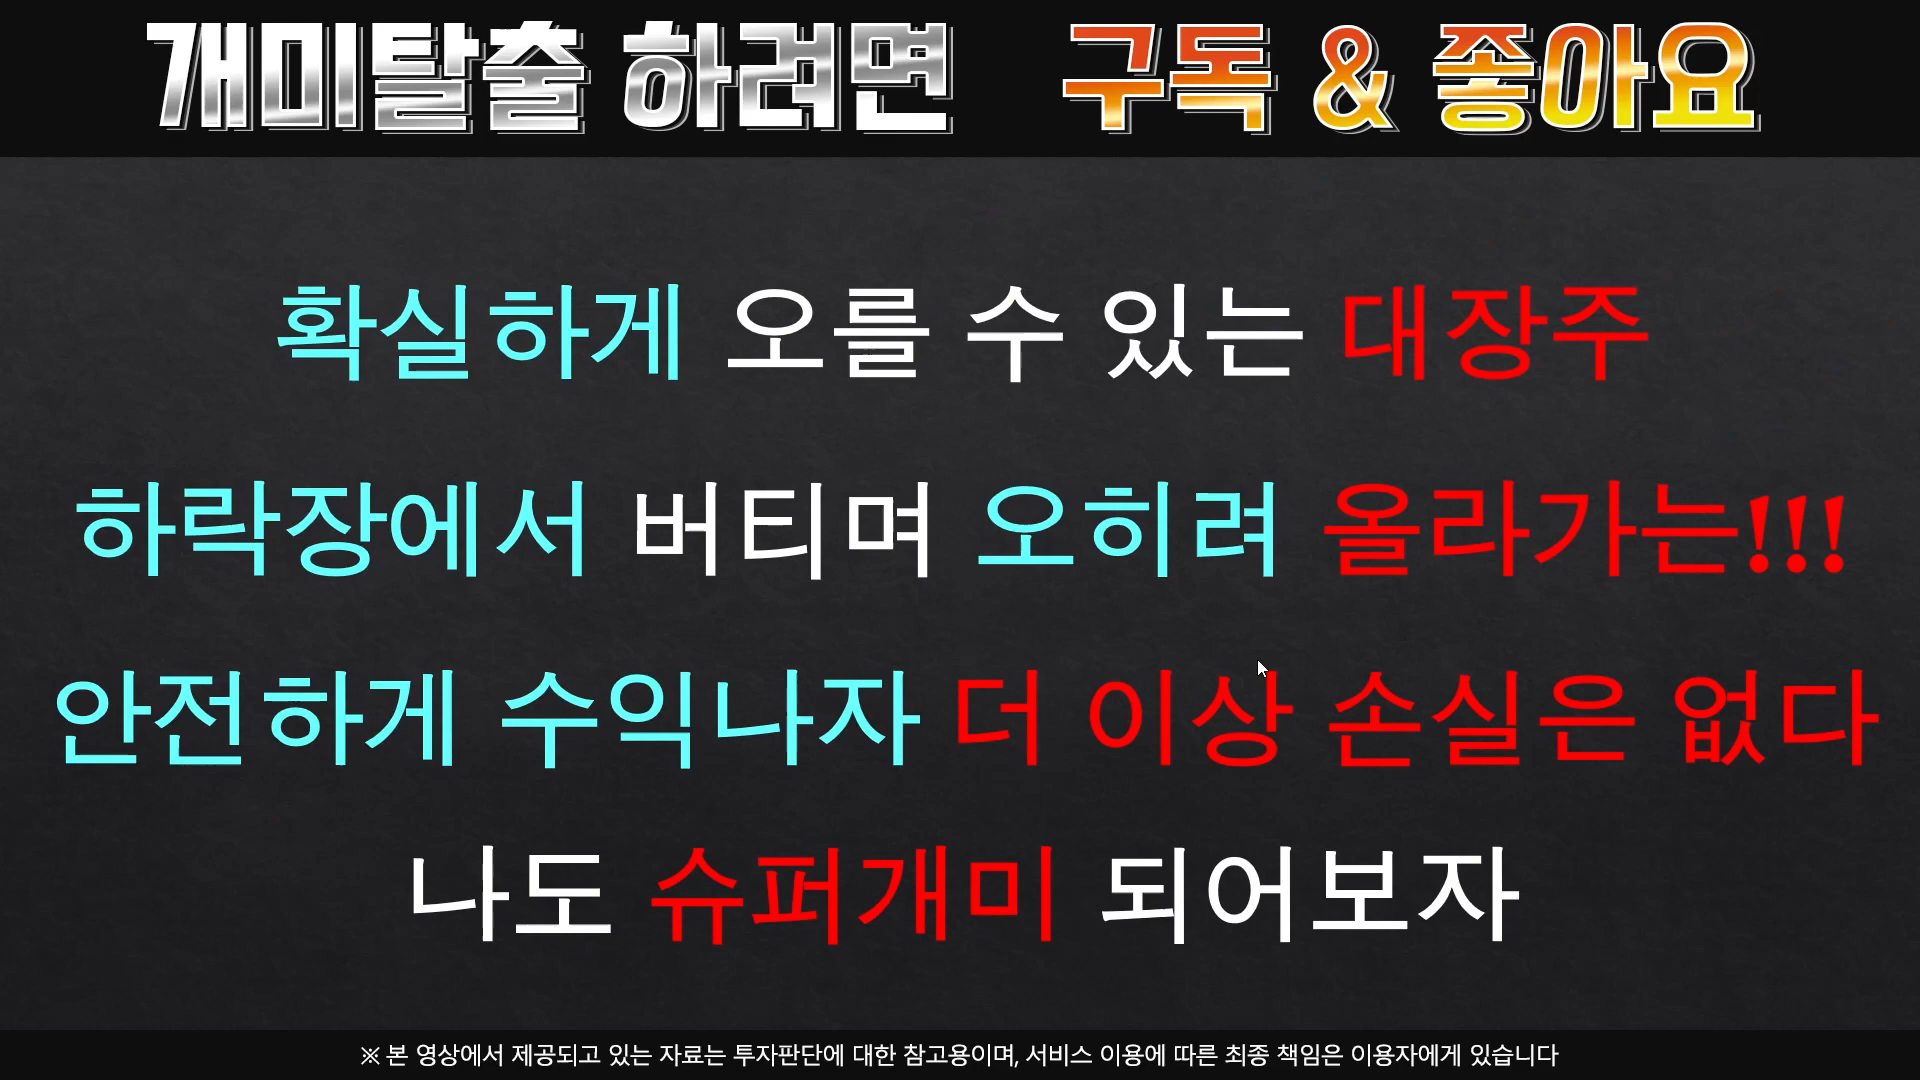 개미탈출 하려면 구독 & 좋아요
확실하게 오를 수 있는 대장주
하락장에서 버티며 오히려 올라가는!!!
안전하게 수익나자 더 이상 손실은 없다
나도 슈퍼개미 되어보자
※ 본 영상에서 제공되고 있는 자료는 투자판단에 대한 참고용이며, 서비스 이용에 따른 최종 책임은 이용자에게 있습니다